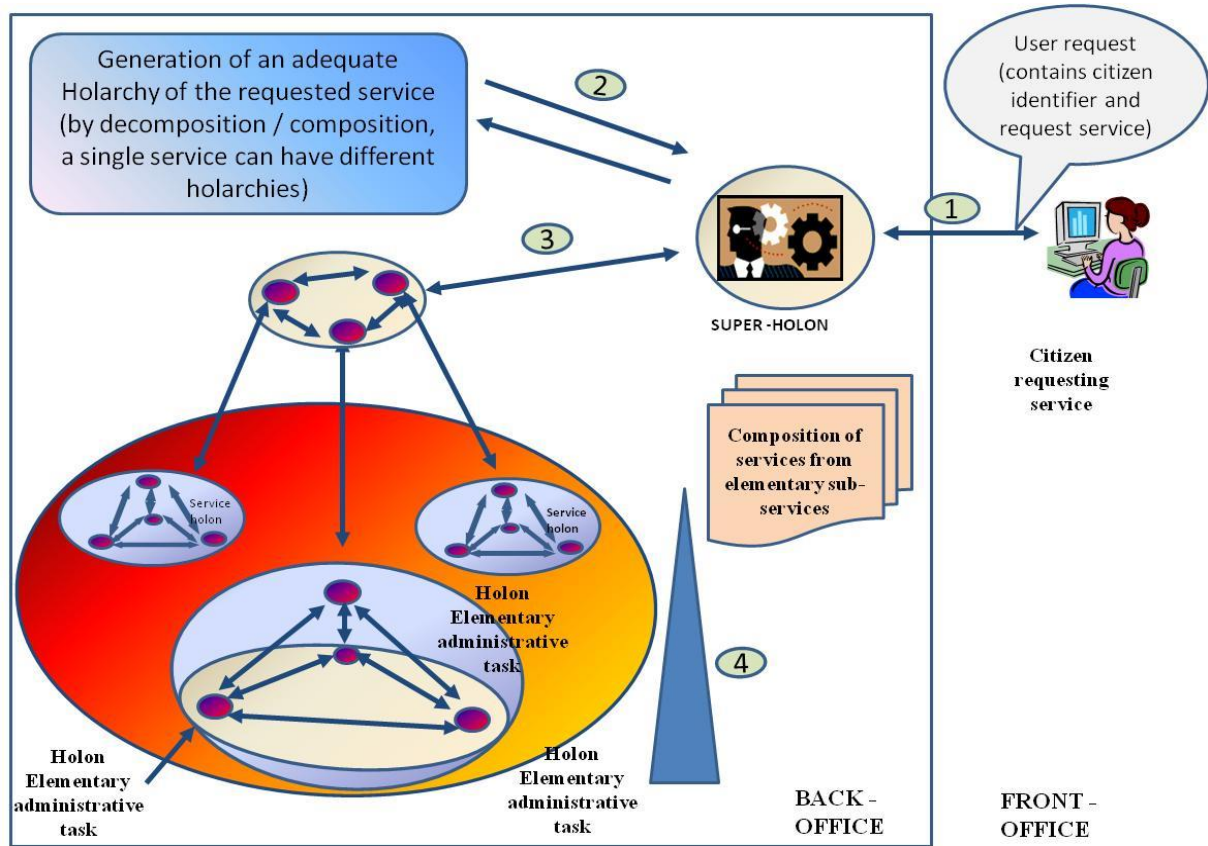 Generation of an adequate
Holarchy of the requested service
(by decomposition / composition,
a single service can have different
holarchies)
2
User request
(contains citizen
identifier and
request service)
1
3
SUPER -HOLON
Citizen
requesting
service
Composition of
services from
elementary sub-
services
Service
holon
Service
holon
Holon
Elementary
administrative
task
4
Holon
Elementary
administrative
task
Holon
Elementary
administrative
task
BACK -
OFFICE
FRONT -
OFFICE